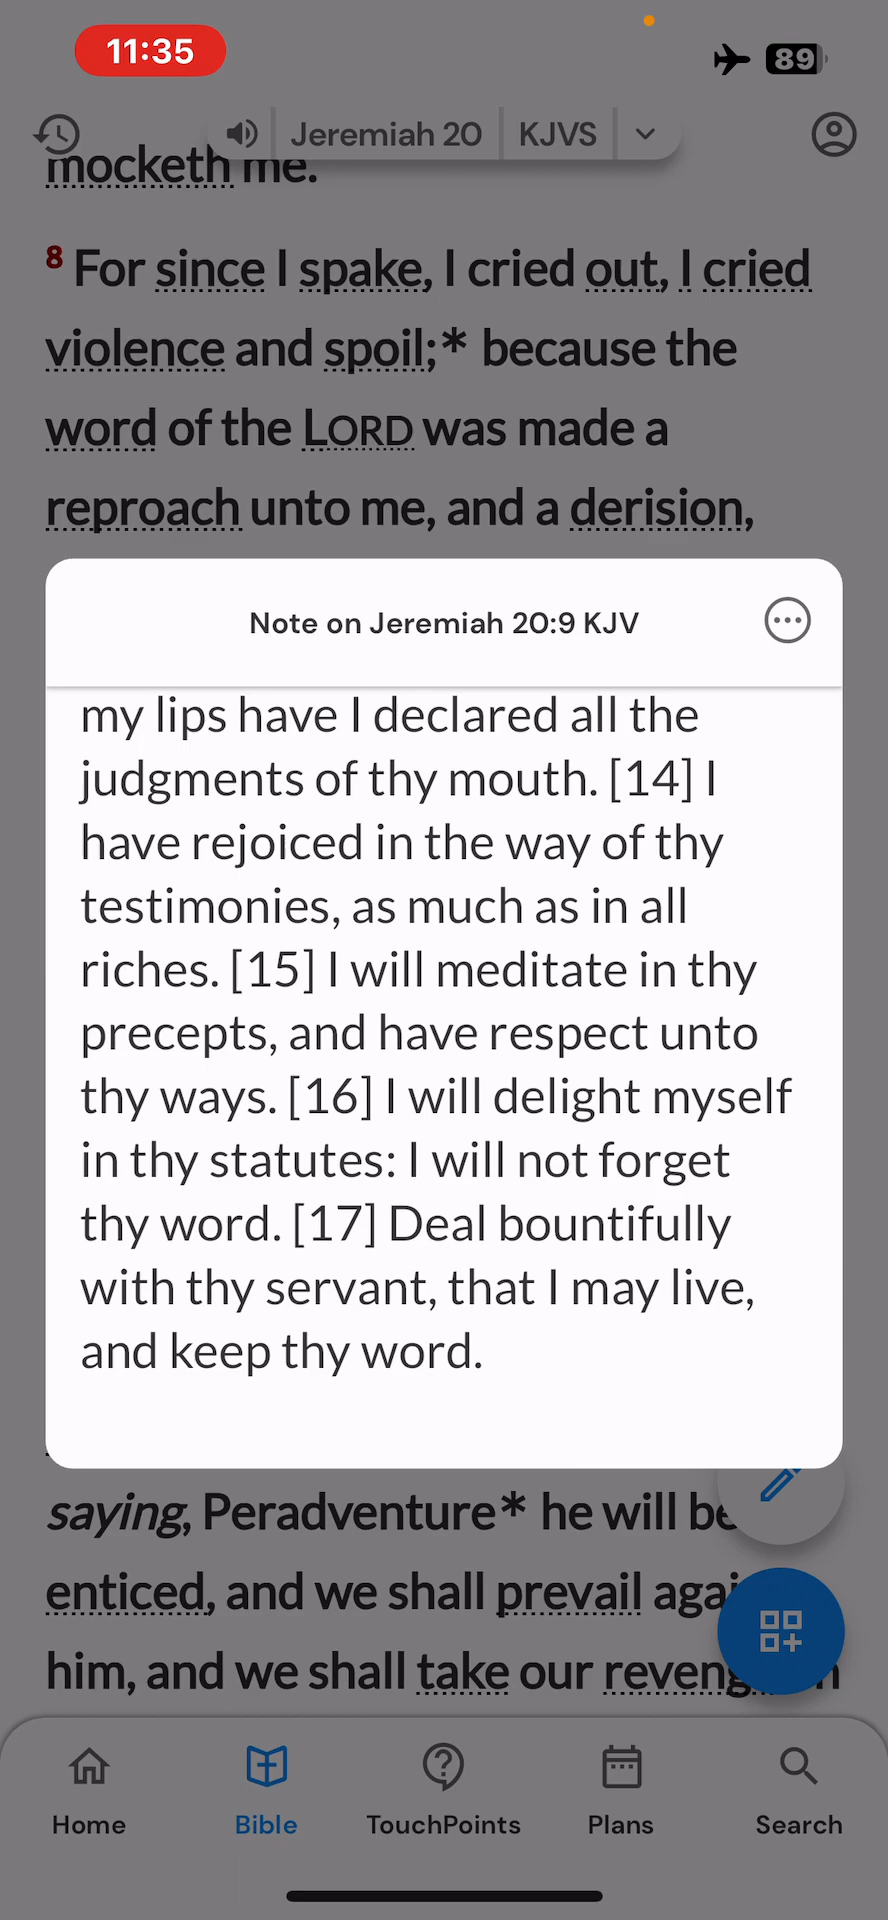 11:35
89
Jeremiah 20 KJVS
mocketh me.
8 For since I spake, I cried out, I cried
violence and spoil;* because the
word of the LORD was made a
reproach unto me, and a derision,
Note on Jeremiah 20:9 KJV
my lips have I declared all the
judgments of thy mouth. [14] I
have rejoiced in the way of thy
testimonies, as much as in all
riches. [15] I will meditate in thy
precepts, and have respect unto
thy ways. [16] I will delight myself
in thy statutes: I will not forget
thy word. [17] Deal bountifully
with thy servant, that I may live,
and keep thy word.
saying, Peradventure* he will be
enticed, and we shall prevail
him, and we shall take our
Home Bible TouchPoints Plans Search